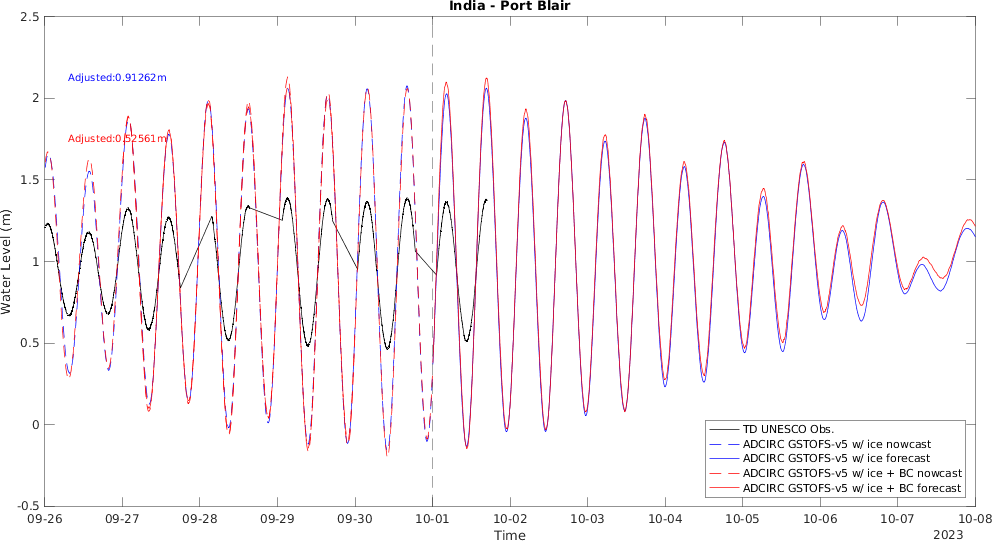 India - Port Blair
2.5
2
1.5
1
0.5
0
-0.5
Water Level (m)
Adjusted:0.91262m
Adjusted:0.52561m
TD UNESCO Obs.
ADCIRC GSTOFS-v5 w/ ice nowcast
ADCIRC GSTOFS-v5 w/ ice forecast
ADCIRC GSTOFS-v5 w/ ice + BC nowcast
ADCIRC GSTOFS-v5 w/ ice + BC forecast
09-26 09-27 09-28 09-29 09-30 10-01 10-02 10-03 10-04 10-05 10-06 10-07 10-08
Time
2023